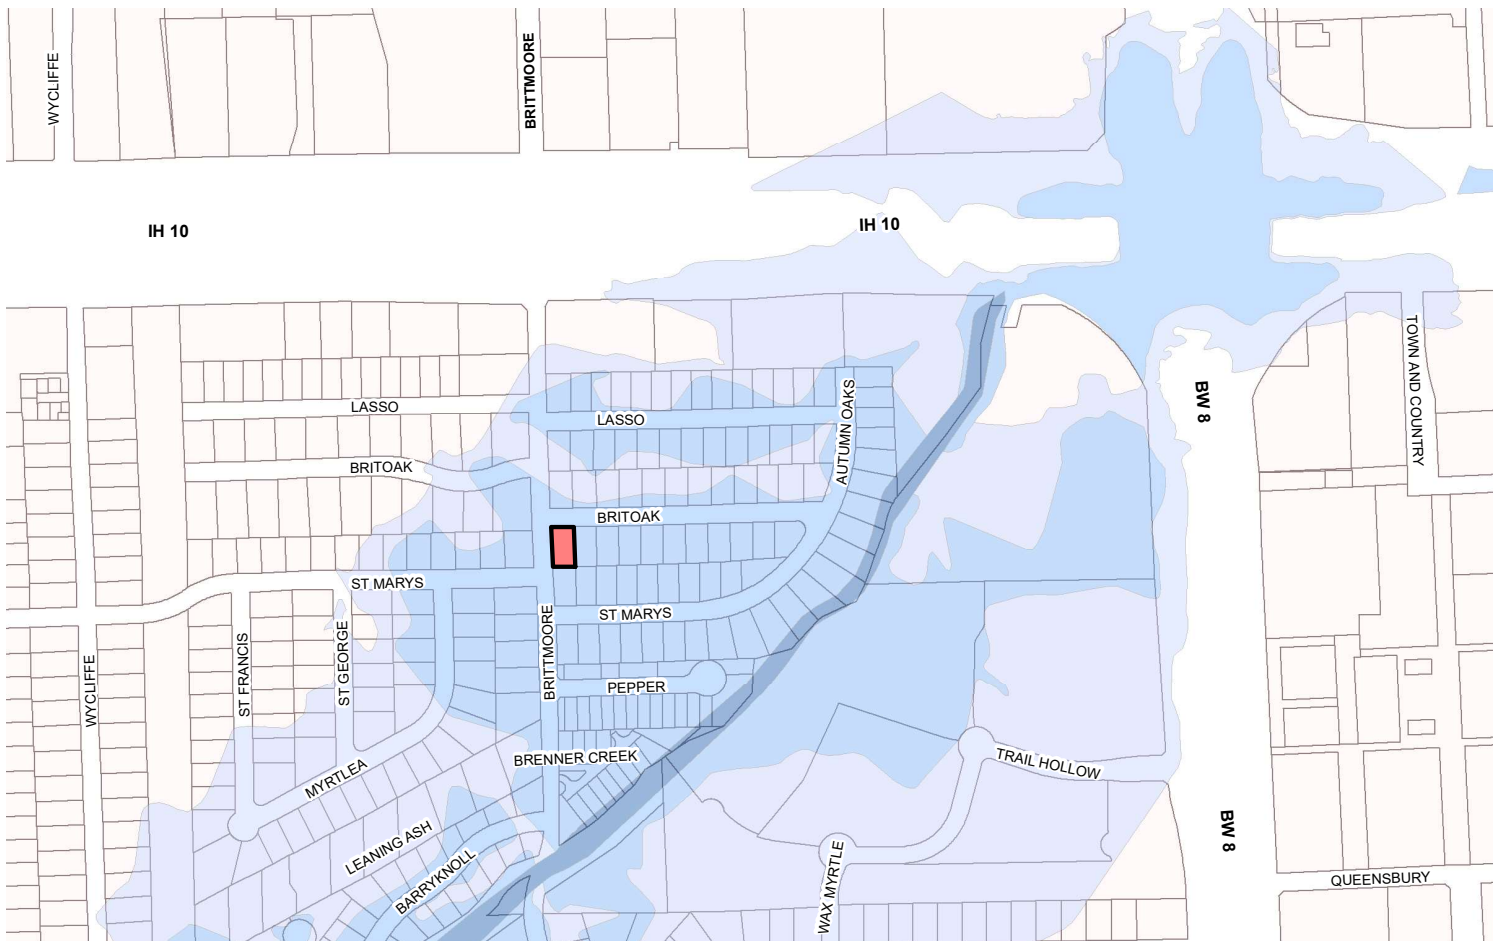 WYCLIFFE
BRITTMOORE
IH 10
IH 10
TOWN AND COUNTRY
BW 8
LASSO
LASSO
AUTUMN OAKS
BRITOAK
BRITOAK
ST MARYS
ST MARYS
BRITTMOORE
ST FRANCIS
ST GEORGE
WYCLIFFE
PEPPER
BRENNER CREEK
TRAIL HOLLOW
MYRTLEA
LEANING ASH
BARRYKNOLL
WAX MYRTLE
BW 8
QUEENSBURY